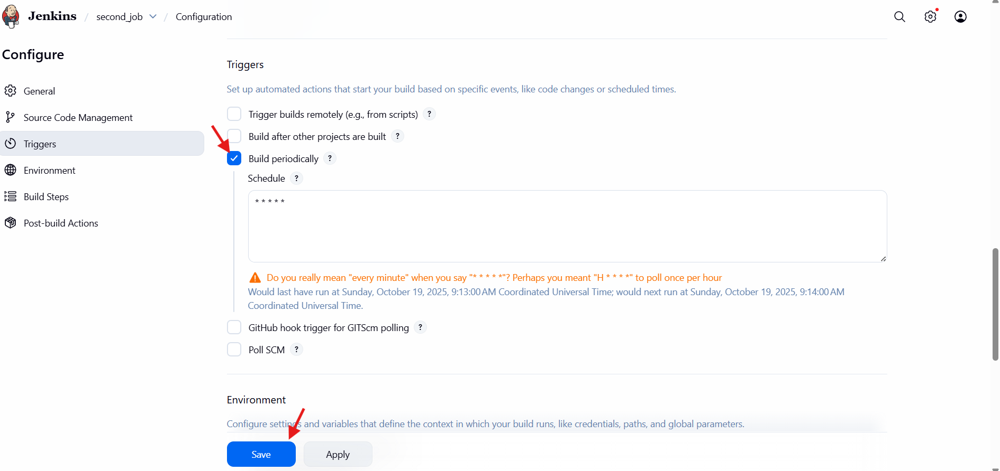 Jenkins / second_job / Configuration
Configure
General
Source Code Management
Triggers
Environment
Build Steps
Post-build Actions
Triggers
Set up automated actions that start your build based on specific events, like code changes or scheduled times.
Trigger builds remotely (e.g., from scripts) ?
Build after other projects are built ?
Build periodically ?
Schedule ?
* * * * *
Do you really mean "every minute" when you say "* * * * *"? Perhaps you meant "H * * * *" to poll once per hour
Would last have run at Sunday, October 19, 2025, 9:13:00 AM Coordinated Universal Time; would next run at Sunday, October 19, 2025, 9:14:00 AM
Coordinated Universal Time.
GitHub hook trigger for GITScm polling ?
Poll SCM ?
Environment
Configure settings and variables that define the context in which your build runs, like credentials, paths, and global parameters.
Save
Apply